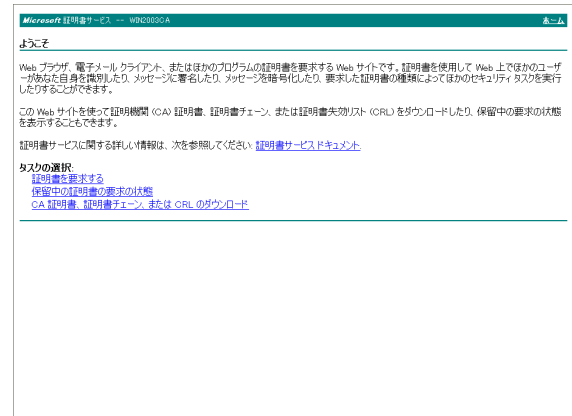 Microsoft 証明書サービス -- WIN2003CA
ホーム
ようこそ
Web ブラウザ、電子メール クライアント、またはほかのプログラムの証明書を要求する Web サイトです。証明書を使用して Web 上でほかのユーザ
ーがあなた自身を識別したり、メッセージに署名したり、メッセージを暗号化したり、要求した証明書の種類によってほかのセキュリティ タスクを実行
したりすることができます。
この Web サイトを使って証明機関 (CA) 証明書、証明書チェーン、または証明書失効リスト (CRL) をダウンロードしたり、保留中の要求の状態
を表示することもできます。
証明書サービスに関する詳しい情報は、次を参照してください: 証明書サービス ドキュメント.
タスクの選択:
証明書を要求する
保留中の証明書の要求の状態
CA 証明書、証明書チェーン、または CRL のダウンロード